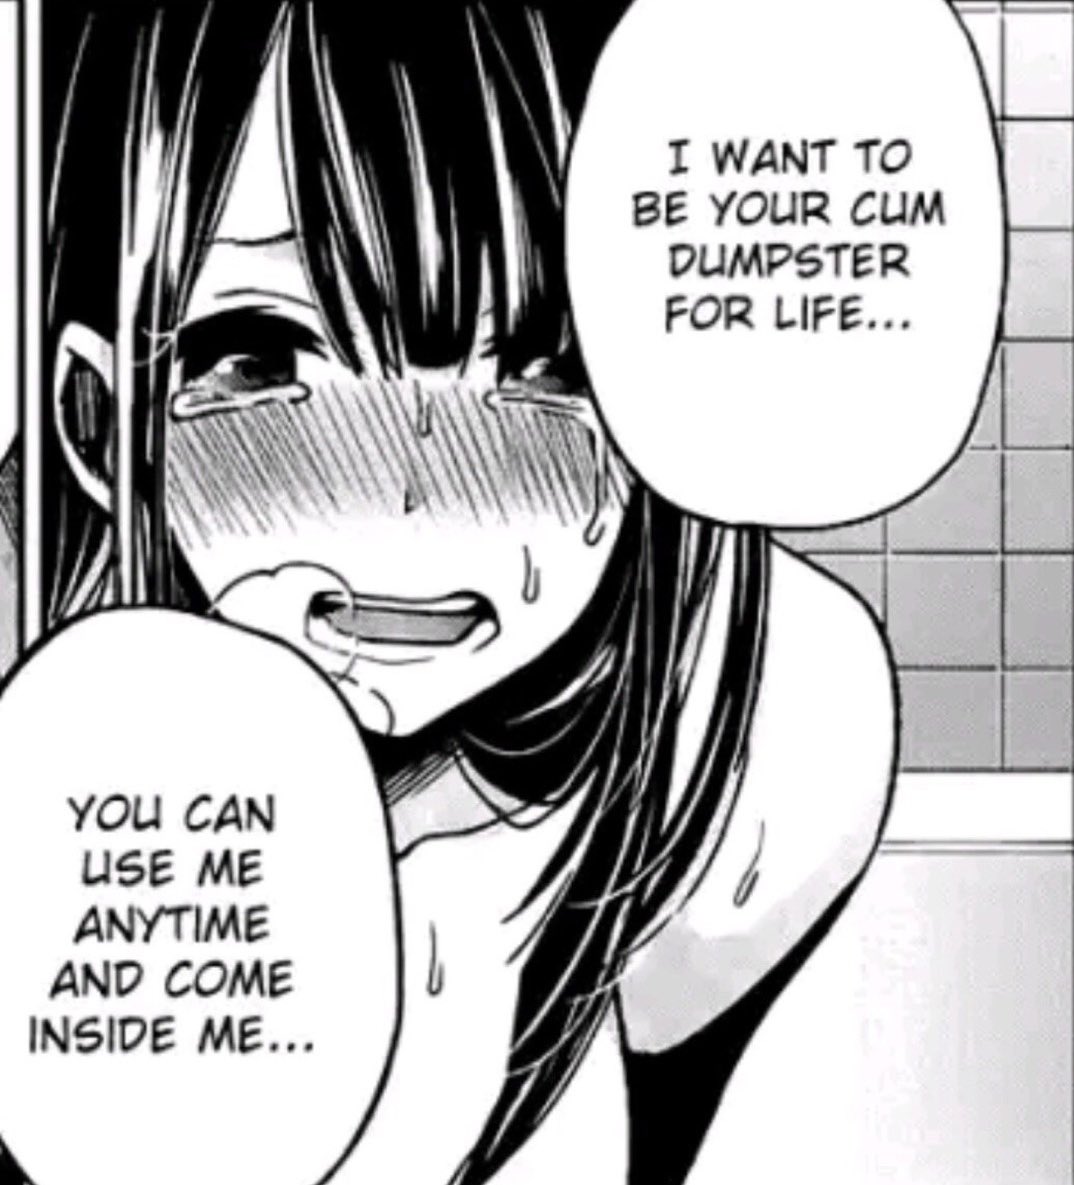 I WANT TO
BE YOUR CUM
DUMPSTER
FOR LIFE...
YOU CAN
USE ME
ANYTIME
AND COME
INSIDE ME...